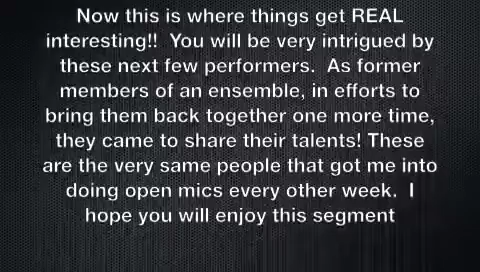 Now this is where things get REAL
interesting!!  You will be very intrigued by
these next few performers.  As former
members of an ensemble, in efforts to
bring them back together one more time,
they came to share their talents! These
are the very same people that got me into
doing open mics every other week.  I
hope you will enjoy this segment